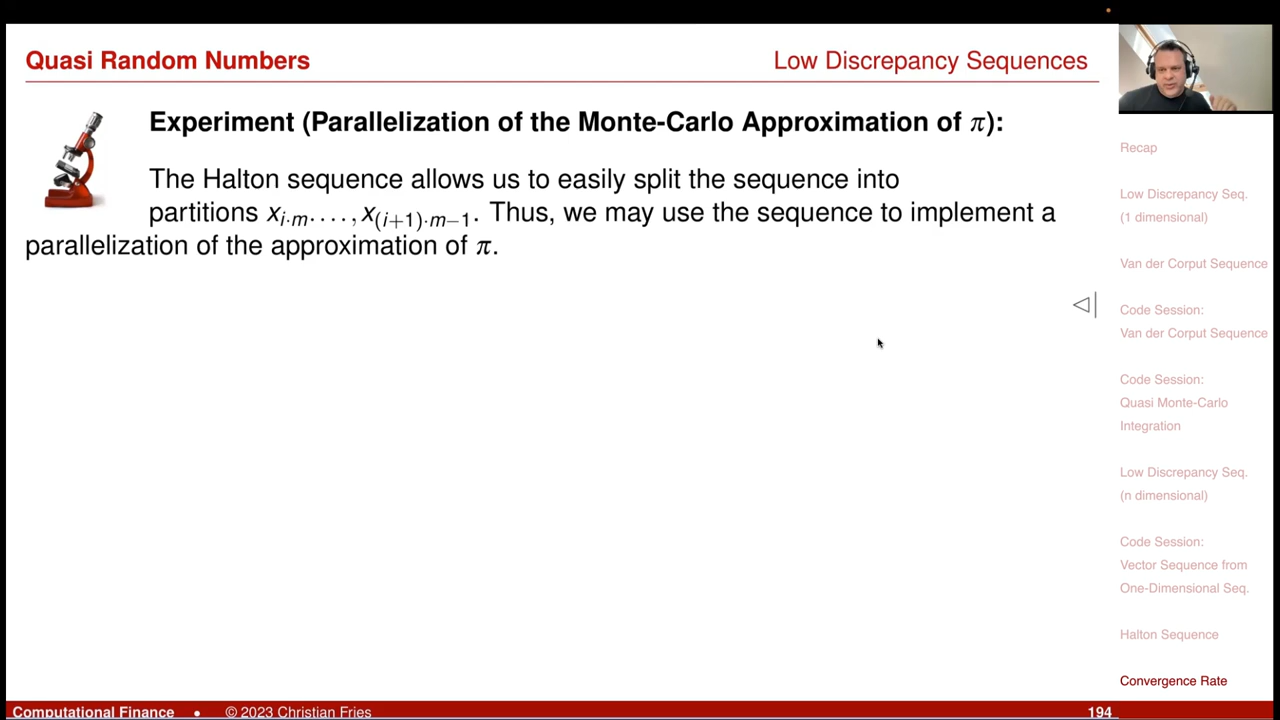 Quasi Random Numbers
Low Discrepancy Sequences
Experiment (Parallelization of the Monte-Carlo Approximation of π):
The Halton sequence allows us to easily split the sequence into
partitions x_{i·m}. . . . , x_{(i+1)·m−1}. Thus, we may use the sequence to implement a
parallelization of the approximation of π.
Recap
Low Discrepancy Seq.
(1 dimensional)
Van der Corput Sequence
Code Session:
Van der Corput Sequence
Code Session:
Quasi Monte-Carlo
Integration
Low Discrepancy Seq.
(n dimensional)
Code Session:
Vector Sequence from
One-Dimensional Seq.
Halton Sequence
Convergence Rate
Computational Finance • © 2023 Christian Fries 194